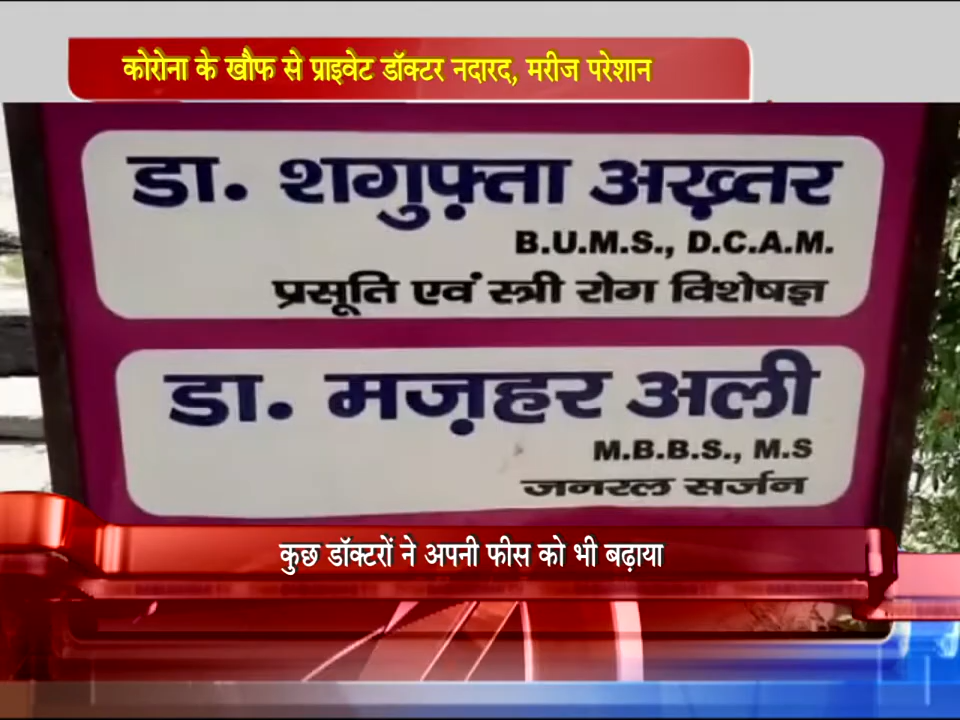 कोरोना के खौफ से प्राइवेट डॉक्टर नदारद, मरीज परेशान
डा. शगुफ़्ता अख़्तर
B.U.M.S., D.C.A.M.
प्रसूति एवं स्त्री रोग विशेषज्ञ
डा. मज़हर अली
M.B.B.S., M.S
जनरल सर्जन
कुछ डॉक्टरों ने अपनी फीस को भी बढ़ाया